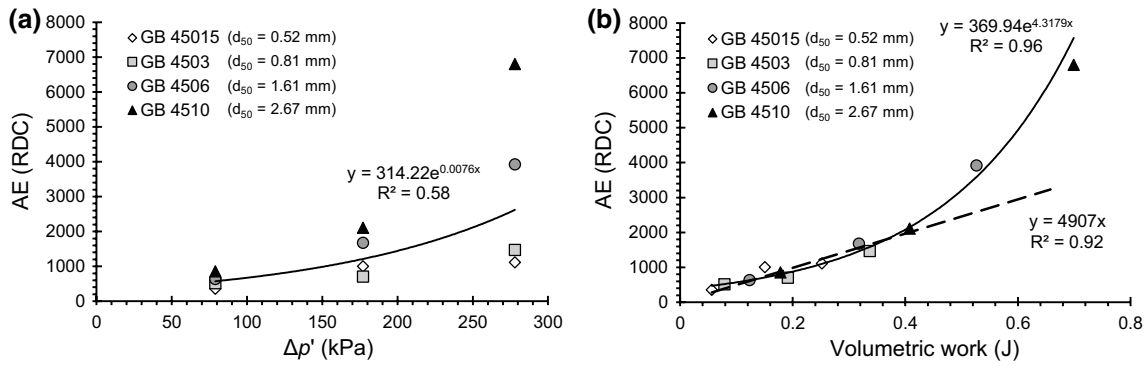 (a)
8000
7000
6000
5000
4000
3000
2000
1000
0
AE (RDC)
GB 45015 (d50 = 0.52 mm)
GB 4503 (d50 = 0.81 mm)
GB 4506 (d50 = 1.61 mm)
GB 4510 (d50 = 2.67 mm)
y = 314.22e^0.0076x
R² = 0.58
0 50 100 150 200 250 300
Δp' (kPa)
(b)
8000
7000
6000
5000
4000
3000
2000
1000
0
AE (RDC)
GB 45015 (d50 = 0.52 mm)
GB 4503 (d50 = 0.81 mm)
GB 4506 (d50 = 1.61 mm)
GB 4510 (d50 = 2.67 mm)
y = 369.94e^4.3179x
R² = 0.96
y = 4907x
R² = 0.92
0 0.2 0.4 0.6 0.8
Volumetric work (J)